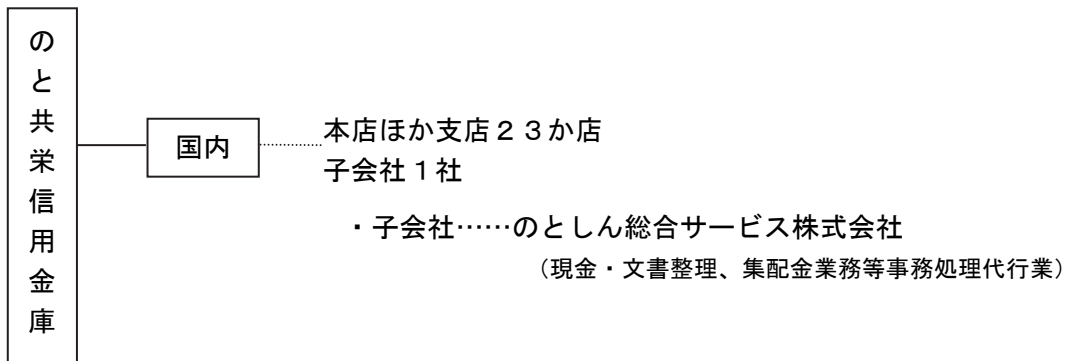 のと共栄信用金庫
国内
本店ほか支店２３か店
子会社１社
・子会社……のとしん総合サービス株式会社
（現金・文書整理、集配金業務等事務処理代行業）